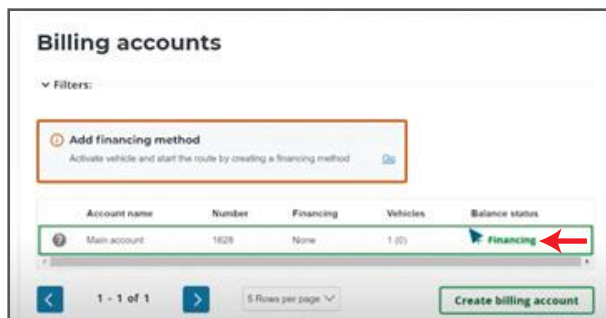 Billing accounts
Filters:
Add financing method
Activate vehicle and start the route by creating a financing method Go
Account name Number Financing Vehicles Balance status
Main account 1628 None 1 (0) Financing
1 - 1 of 1 5 Rows per page Create billing account